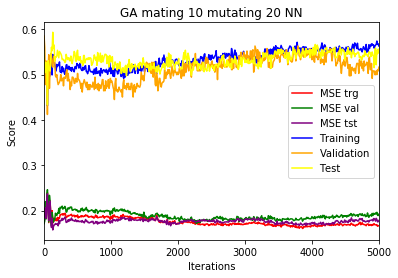 GA mating 10 mutating 20 NN
0.6
0.5
0.4
0.3
0.2
Score
MSE trg
MSE val
MSE tst
Training
Validation
Test
0 1000 2000 3000 4000 5000
Iterations